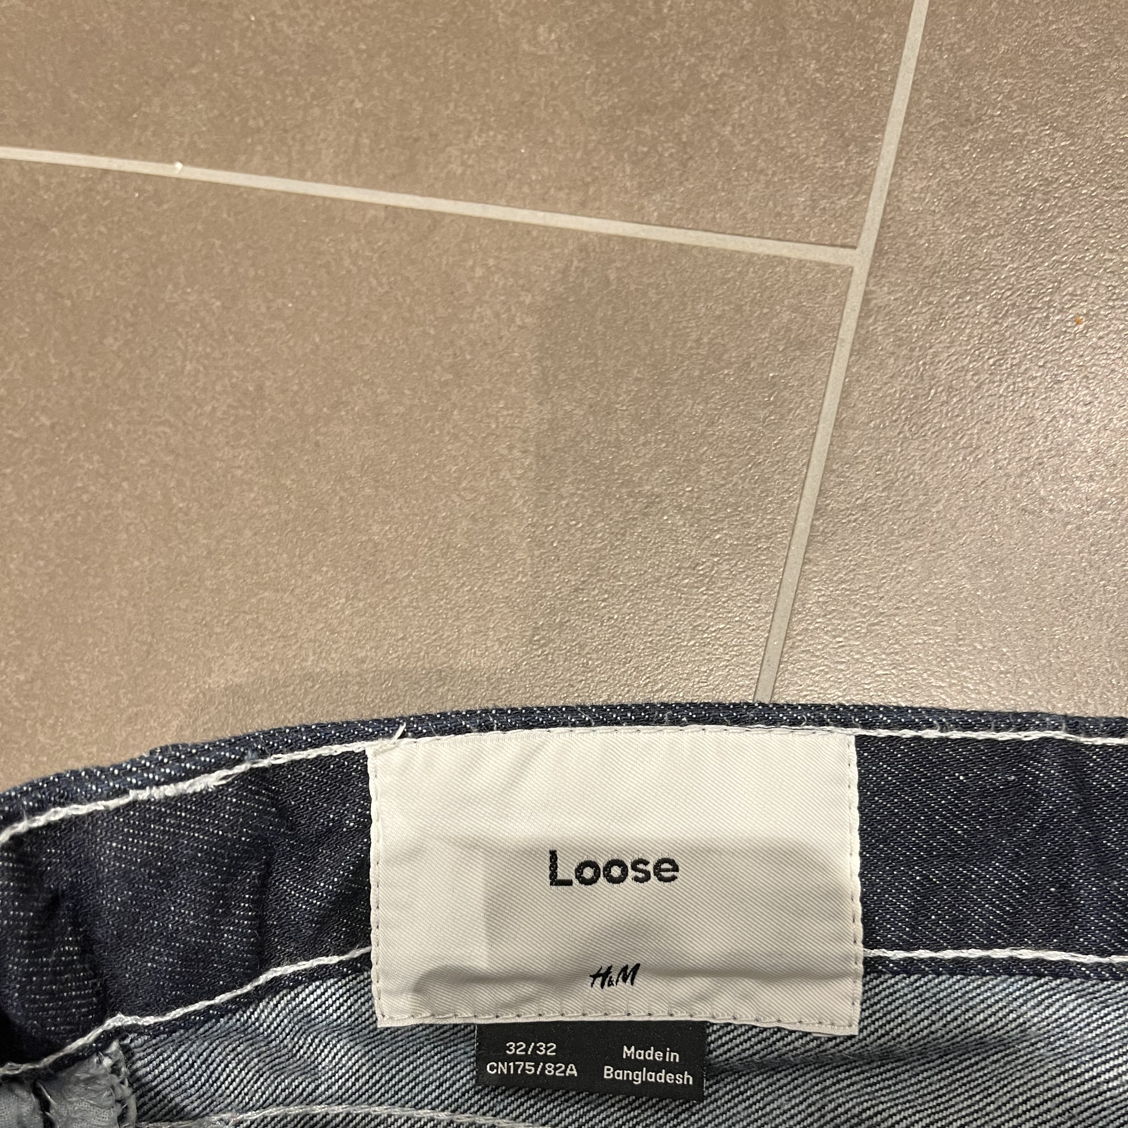 Loose
H&M
32/32
CN175/82A
Made in
Bangladesh